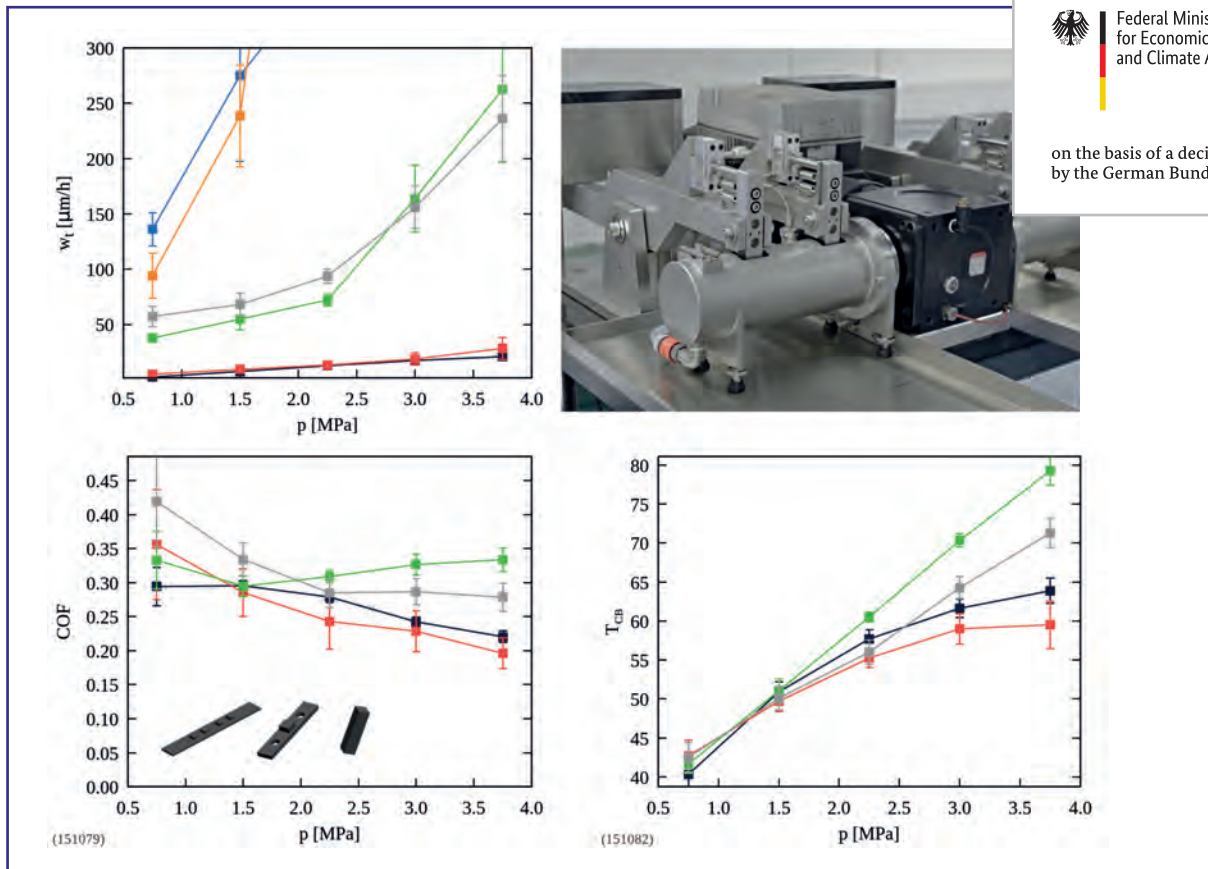 Federal Minis
for Economic
and Climate A
on the basis of a deci
by the German Bund
300
250
200
150
100
50
wt [µm/h]
0.5 1.0 1.5 2.0 2.5 3.0 3.5 4.0
p [MPa]
0.45
0.40
0.35
0.30
0.25
0.20
0.15
0.10
0.05
0.00
COF
0.5 1.0 1.5 2.0 2.5 3.0 3.5 4.0
p [MPa]
(151079)
80
75
70
65
60
55
50
45
40
TCB
0.5 1.0 1.5 2.0 2.5 3.0 3.5 4.0
p [MPa]
(151082)